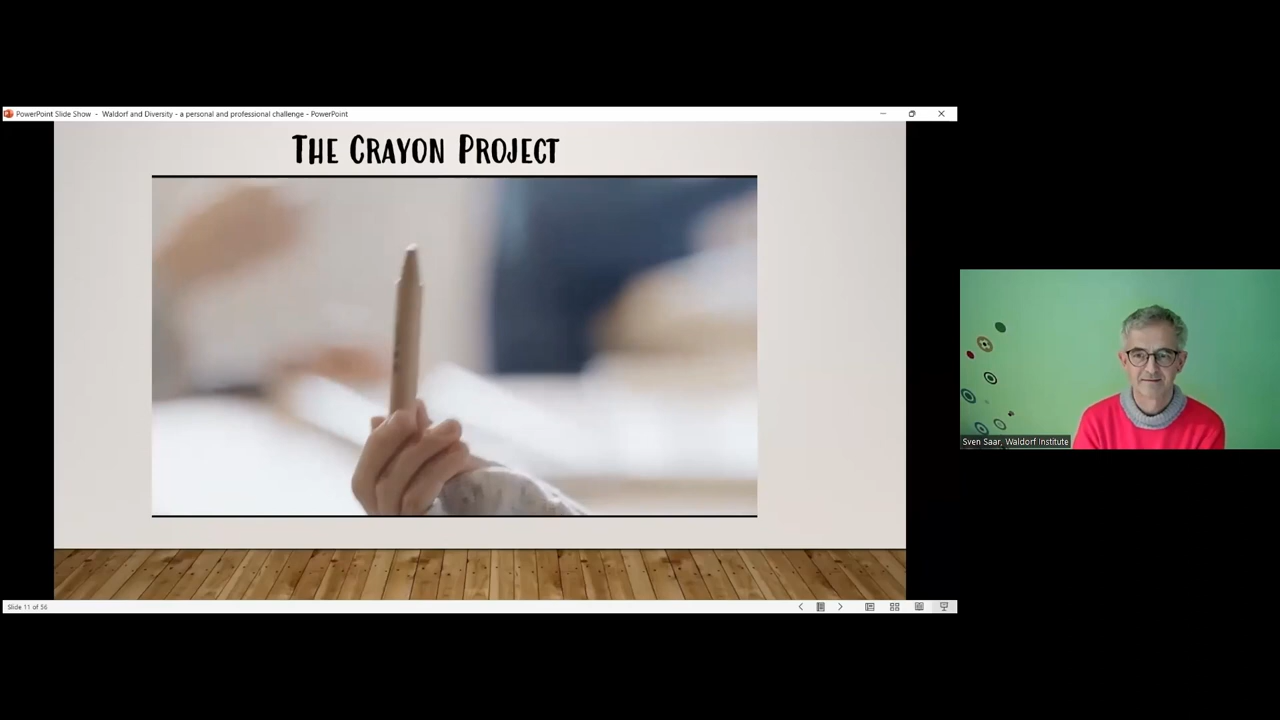 PowerPoint Slide Show - Waldorf and Diversity - a personal and professional challenge - PowerPoint
THE CRAYON PROJECT
Sven Saar, Waldorf Institute
Slide 11 of 56